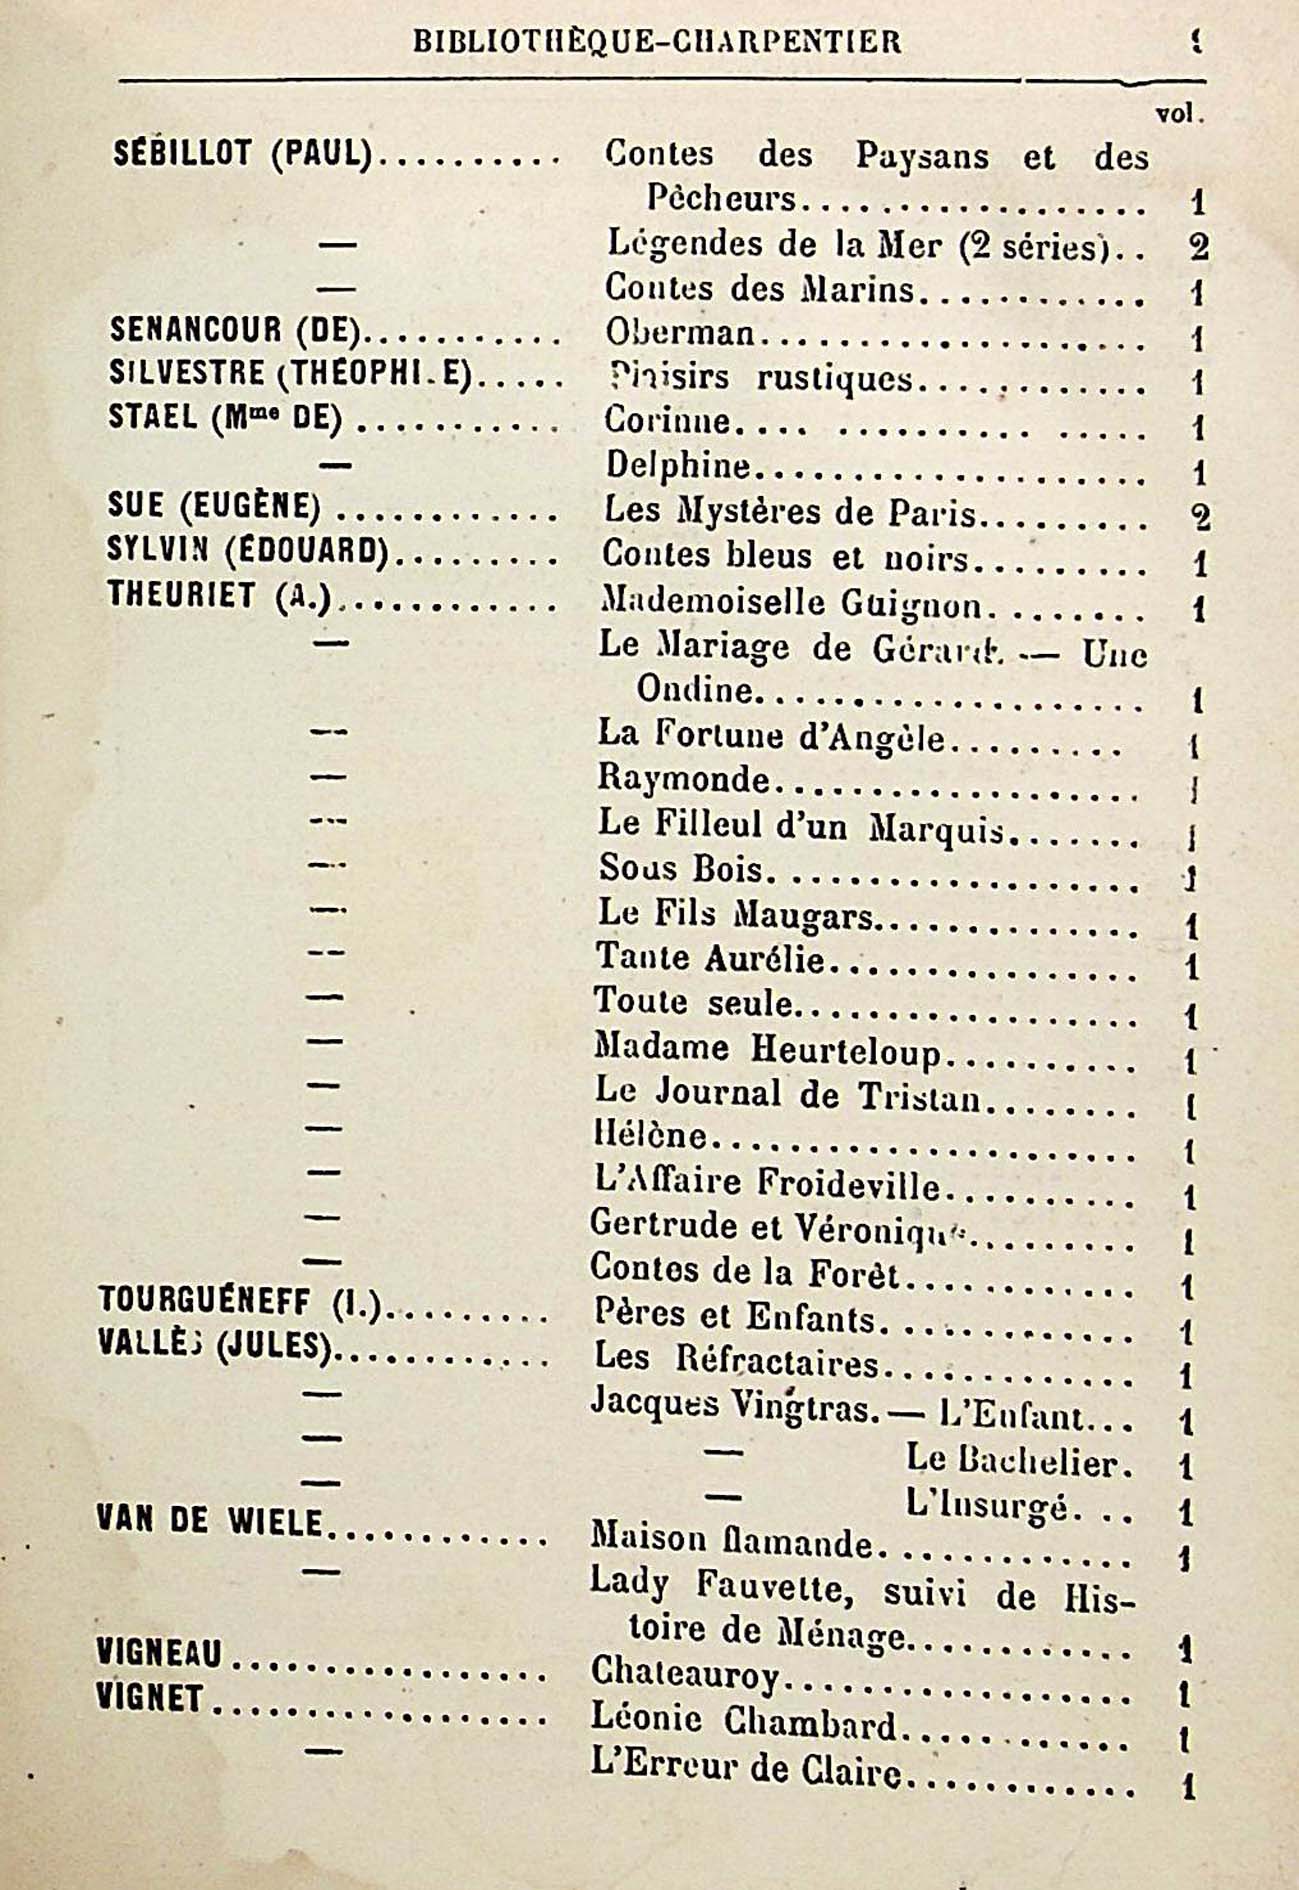 BIBLIOTHÈQUE-CHARPENTIER
vol.
SÉBILLOT (PAUL).......... Contes des Paysans et des
Pêcheurs.................. 1
— Légendes de la Mer (2 séries).. 2
— Contes des Marins............ 1
SENANCOUR (DE)........... Oberman.................... 1
SILVESTRE (THÉOPHILE)..... Plaisirs rustiques............ 1
STAEL (Mme DE) ........... Corinne.... .......... ..... 1
— Delphine.................... 1
SUE (EUGÈNE) ............ Les Mystères de Paris......... 2
SYLVIN (ÉDOUARD)......... Contes bleus et noirs......... 1
THEURIET (A.)............ Mademoiselle Guignon. ....... 1
— Le Mariage de Gérard. — Une
Ondine.................... 1
— La Fortune d'Angèle......... 1
— Raymonde................... 1
— Le Filleul d'un Marquis....... 1
— Sous Bois. .................. 1
— Le Fils Maugars.............. 1
— Tante Aurélie................ 1
— Toute seule.................. 1
— Madame Heurteloup.......... 1
— Le Journal de Tristan........ 1
— Hélène...................... 1
— L'Affaire Froideville.......... 1
— Gertrude et Véronique......... 1
— Contes de la Forêt............ 1
TOURGUÉNEFF (I.)......... Pères et Enfants. ............ 1
VALLÈS (JULES)............ Les Réfractaires............. 1
— Jacques Vingtras. — L'Enfant... 1
— — Le Bachelier. 1
— — L'Insurgé. .. 1
VAN DE WIELE............ Maison flamande. ............ 1
— Lady Fauvette, suivi de His-
toire de Ménage............ 1
VIGNEAU ................. Chateauroy.................. 1
VIGNET .................. Léonie Chambard............ 1
— L'Erreur de Claire............ 1